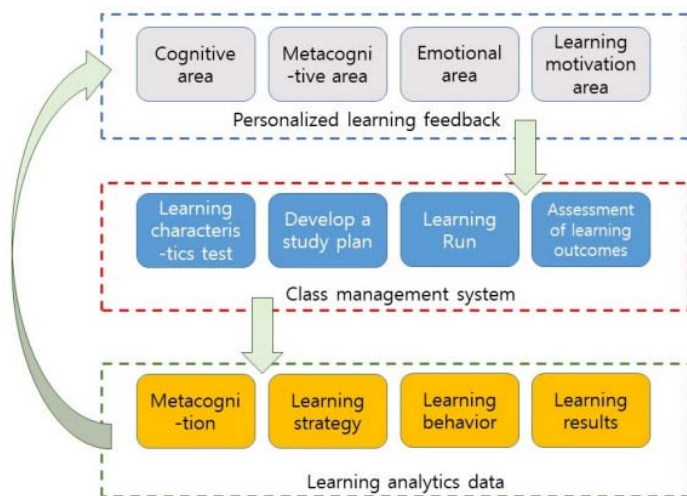 Cognitive
area
Metacogni
-tive area
Emotional
area
Learning
motivation
area
Personalized learning feedback
Learning
characteris
-tics test
Develop a
study plan
Learning
Run
Assessment
of learning
outcomes
Class management system
Metacogni
-tion
Learning
strategy
Learning
behavior
Learning
results
Learning analytics data